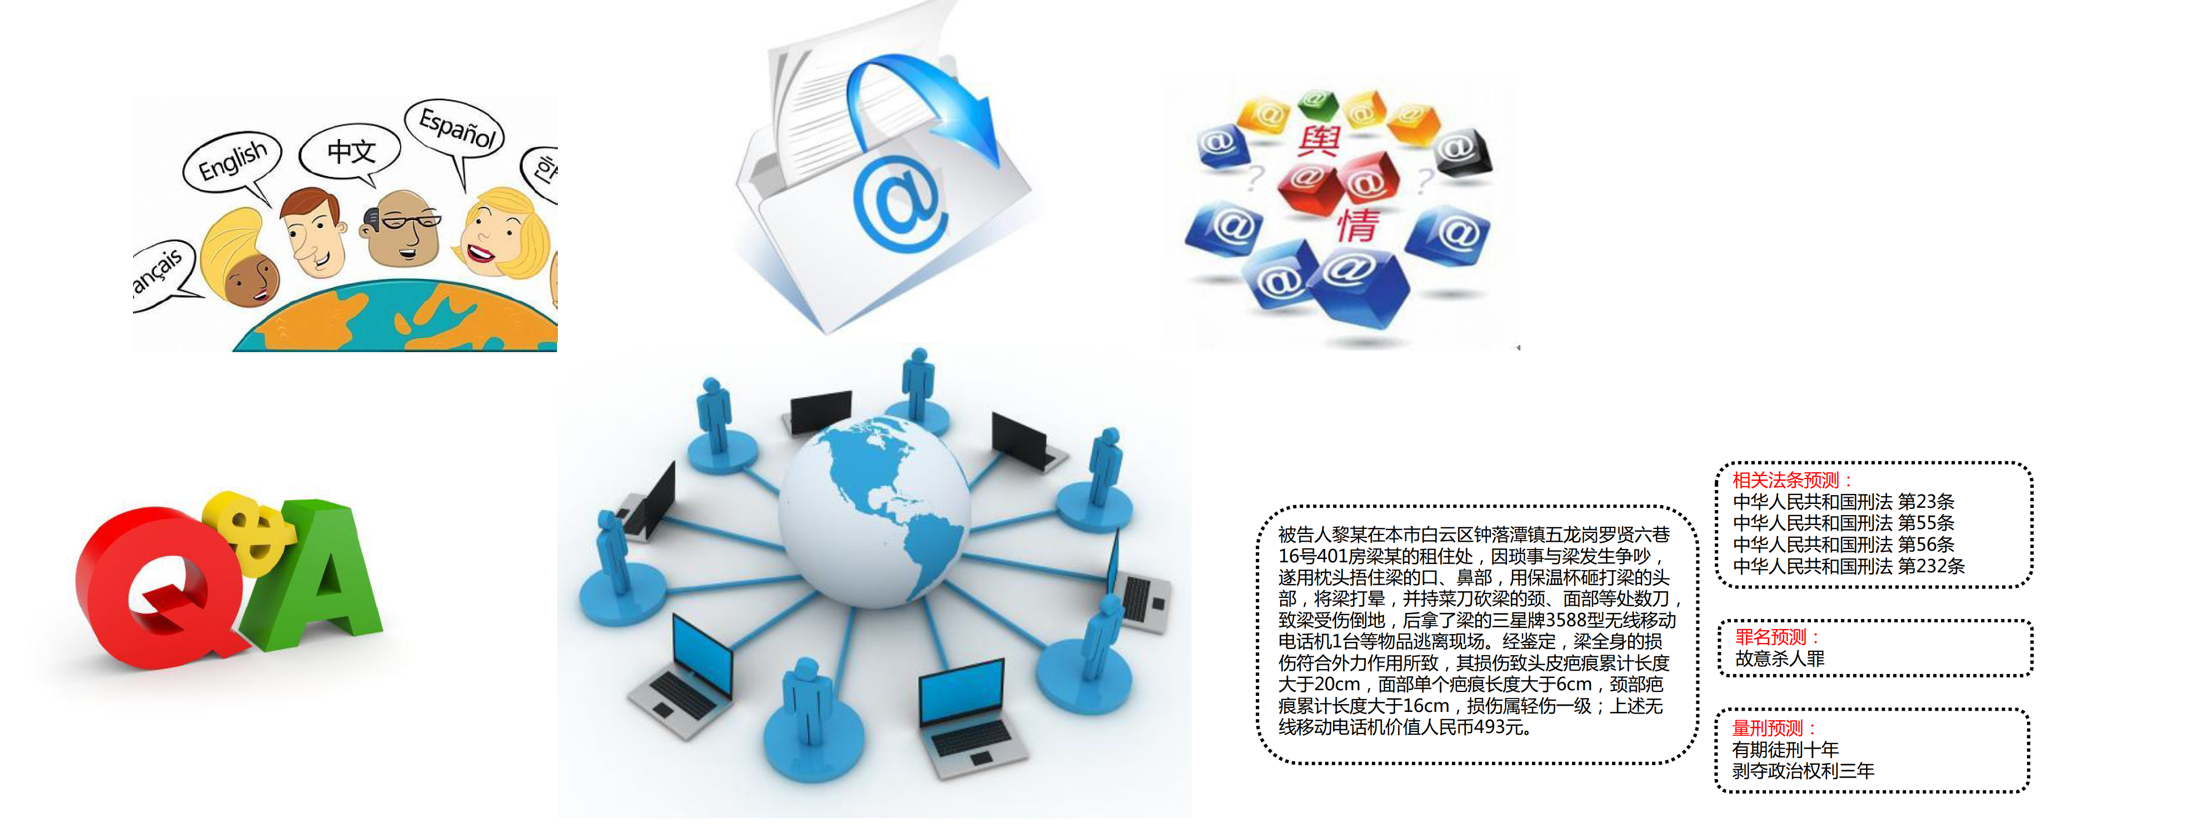 English
中文
Español
한
ançais
@
@
@
@
@
@
@
舆
@
@
@
@
情
@
@
Q&A
被告人黎某在本市白云区钟落潭镇五龙岗罗贤六巷
16号401房梁某的租住处，因琐事与梁发生争吵，
遂用枕头捂住梁的口、鼻部，用保温杯砸打梁的头
部，将梁打晕，并持菜刀砍梁的颈、面部等处数刀，
致梁受伤倒地，后拿了梁的三星牌3588型无线移动
电话机1台等物品逃离现场。经鉴定，梁全身的损
伤符合外力作用所致，其损伤致头皮疤痕累计长度
大于20cm，面部单个疤痕长度大于6cm，颈部疤
痕累计长度大于16cm，损伤属轻伤一级；上述无
线移动电话机价值人民币493元。
相关法条预测：
中华人民共和国刑法 第23条
中华人民共和国刑法 第55条
中华人民共和国刑法 第56条
中华人民共和国刑法 第232条
罪名预测：
故意杀人罪
量刑预测：
有期徒刑十年
剥夺政治权利三年